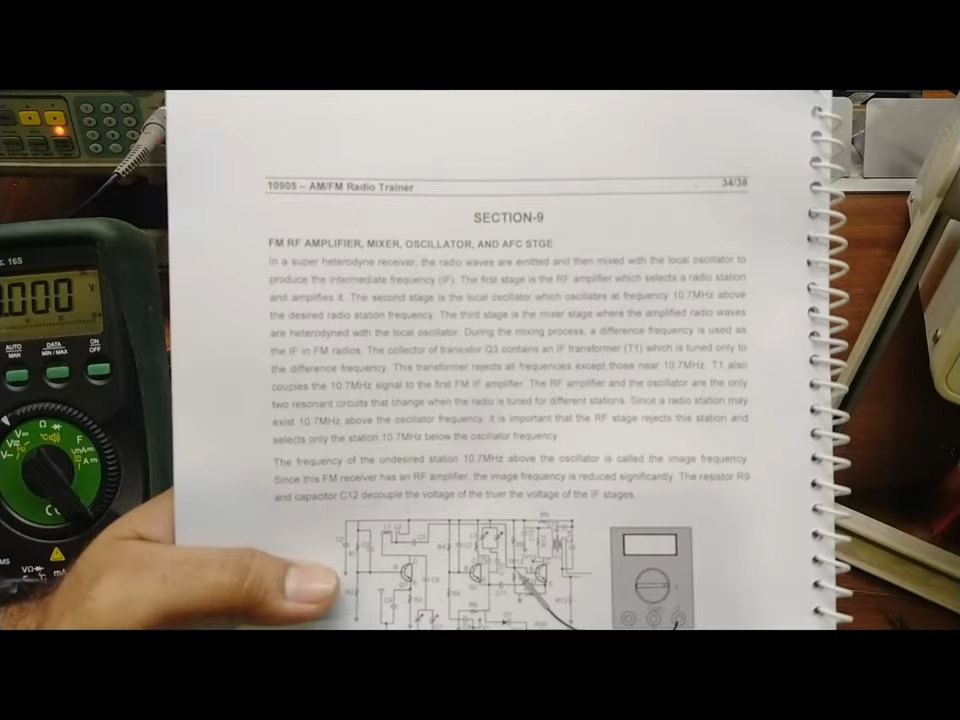 10905 – AM/FM Radio Trainer 34/38
SECTION-9
FM RF AMPLIFIER, MIXER, OSCILLATOR, AND AFC STGE
In a super heterodyne receiver, the radio waves are emitted and then mixed with the local oscillator to
produce the intermediate frequency (IF). The first stage is the RF amplifier which selects a radio station
and amplifies it. The second stage is the local oscillator which oscillates at frequency 10.7MHz above
the desired radio station frequency. The third stage is the mixer stage where the amplified radio waves
are heterodyned with the local oscillator. During the mixing process, a difference frequency is used as
the IF in FM radios. The collector of transistor Q3 contains an IF transformer (T1) which is tuned only to
the difference frequency. This transformer rejects all frequencies except those near 10.7MHz. T1 also
couples the 10.7MHz signal to the first FM IF amplifier. The RF amplifier and the oscillator are the only
two resonant circuits that change when the radio is tuned for different stations. Since a radio station may
exist 10.7MHz above the oscillator frequency, it is important that the RF stage rejects this station and
selects only the station 10.7MHz below the oscillator frequency
The frequency of the undesired station 10.7MHz above the oscillator is called the image frequency
Since this FM receiver has an RF amplifier, the image frequency is reduced significantly. The resistor R9
and capacitor C12 decouple the voltage of the truer the voltage of the IF stages.
16S
0.000 V
AUTO MAN
DATA MIN/MAX
ON OFF